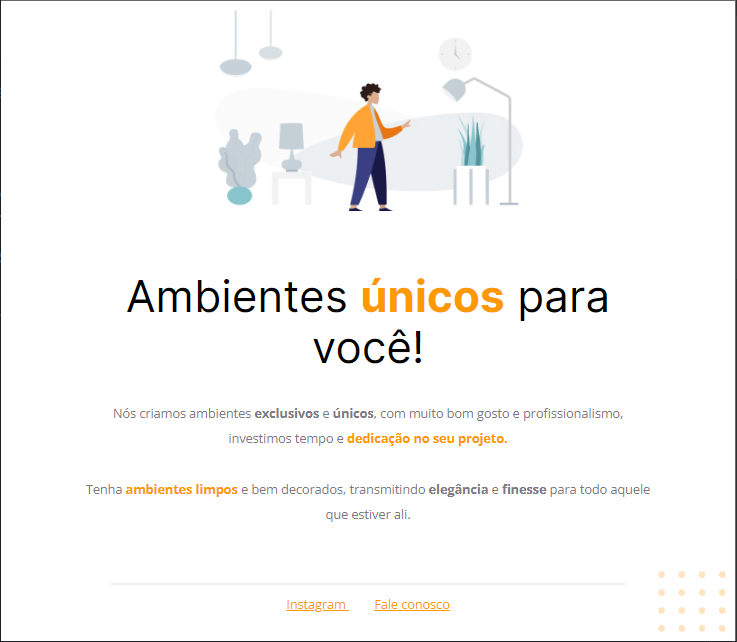 Ambientes únicos para
você!
Nós criamos ambientes exclusivos e únicos, com muito bom gosto e profissionalismo,
investimos tempo e dedicação no seu projeto.
Tenha ambientes limpos e bem decorados, transmitindo elegância e finesse para todo aquele
que estiver ali.
Instagram Fale conosco